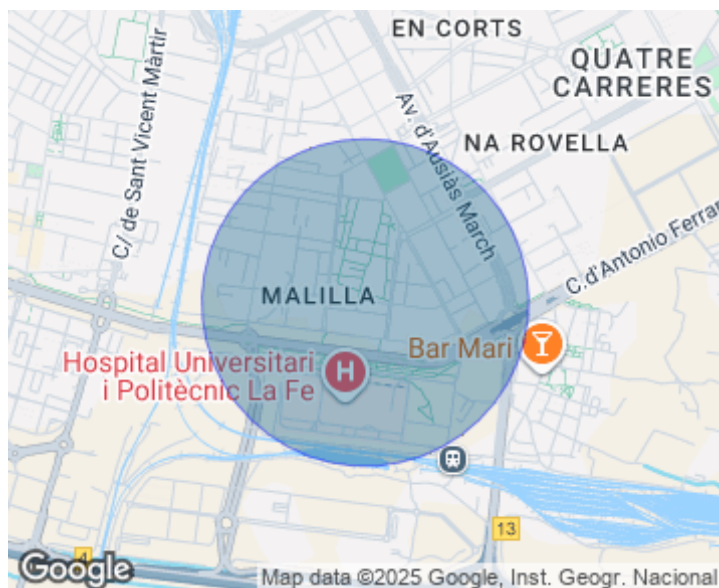 EN CORTS
QUATRE
CARRERES
C/ de Sant Vicent Màrtir
Av. d'Ausiàs March
NA ROVELLA
C.d'Antonio Ferran
MALILLA
Hospital Universitari
i Politècnic La Fe
H
Bar Mari
13
4
Google
Map data ©2025 Google, Inst. Geogr. Nacional